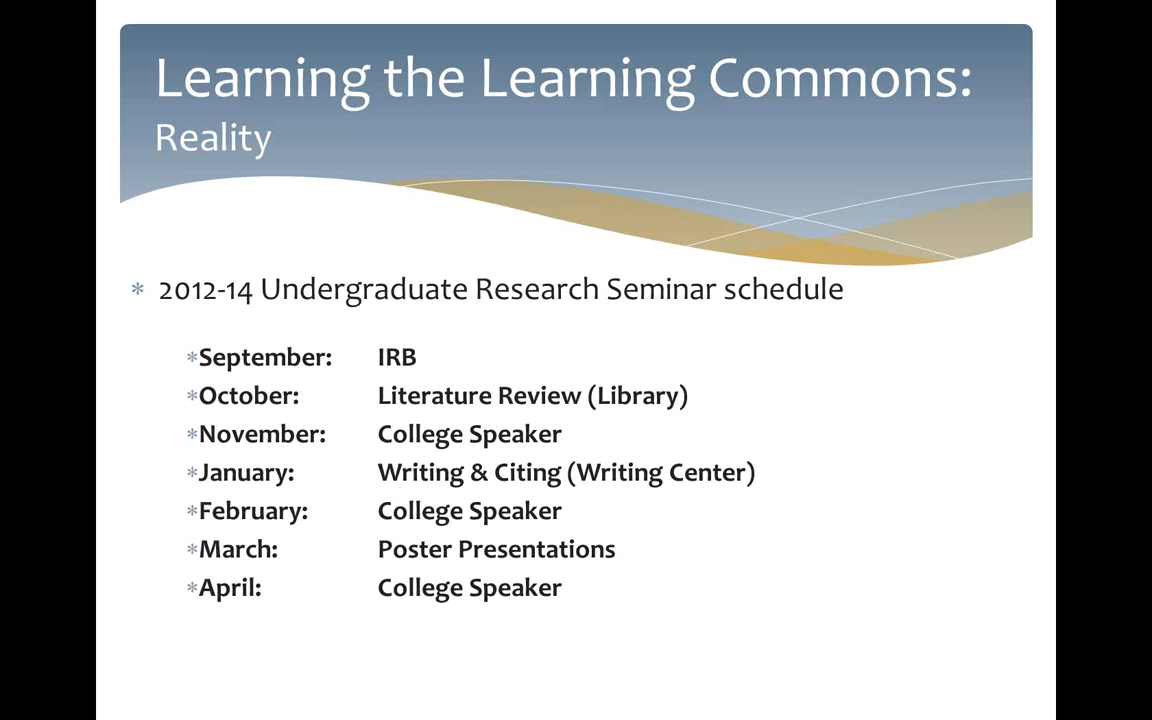 Learning the Learning Commons:
Reality
* 2012-14 Undergraduate Research Seminar schedule
*September: IRB
*October: Literature Review (Library)
*November: College Speaker
*January: Writing & Citing (Writing Center)
*February: College Speaker
*March: Poster Presentations
*April: College Speaker